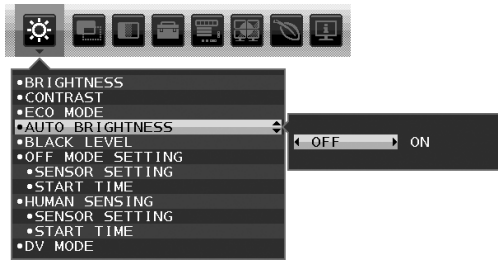 •BRIGHTNESS
•CONTRAST
•ECO MODE
•AUTO BRIGHTNESS
OFF ON
•BLACK LEVEL
•OFF MODE SETTING
•SENSOR SETTING
•START TIME
•HUMAN SENSING
•SENSOR SETTING
•START TIME
•DV MODE